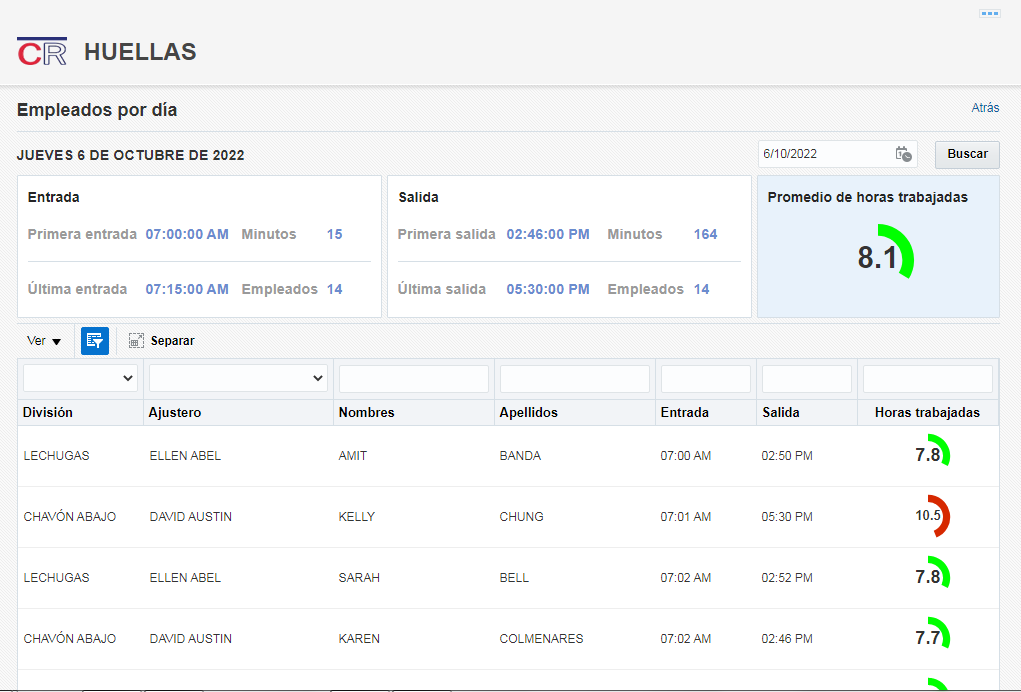 CR HUELLAS
Empleados por día
Atrás
JUEVES 6 DE OCTUBRE DE 2022
6/10/2022
Buscar
Entrada
Primera entrada 07:00:00 AM Minutos 15
Última entrada 07:15:00 AM Empleados 14
Salida
Primera salida 02:46:00 PM Minutos 164
Última salida 05:30:00 PM Empleados 14
Promedio de horas trabajadas
8.1
Ver
Separar
División Ajustero Nombres Apellidos Entrada Salida Horas trabajadas
LECHUGAS ELLEN ABEL AMIT BANDA 07:00 AM 02:50 PM 7.8
CHAVÓN ABAJO DAVID AUSTIN KELLY CHUNG 07:01 AM 05:30 PM 10.5
LECHUGAS ELLEN ABEL SARAH BELL 07:02 AM 02:52 PM 7.8
CHAVÓN ABAJO DAVID AUSTIN KAREN COLMENARES 07:02 AM 02:46 PM 7.7